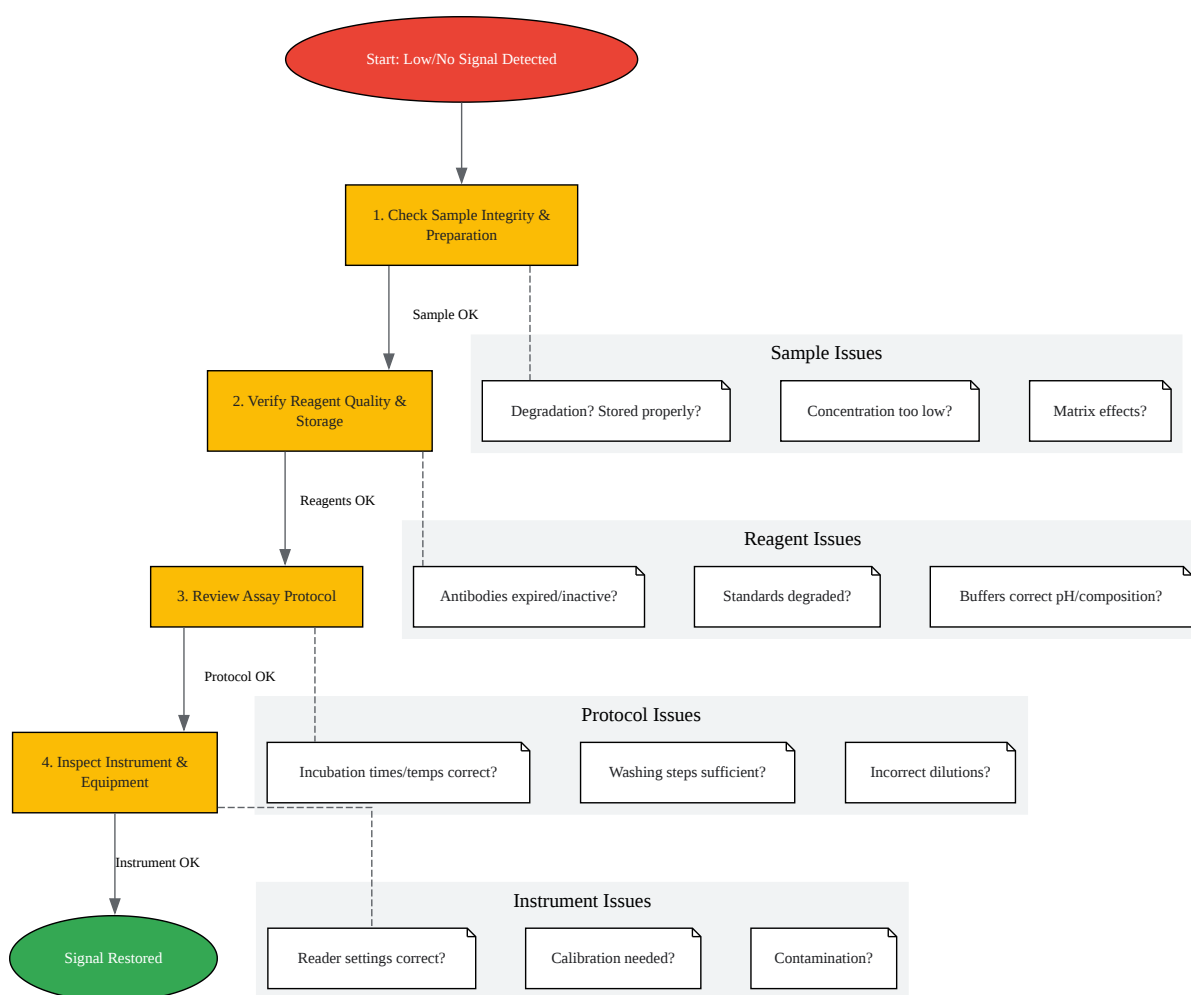 Start: Low/No Signal Detected
1. Check Sample Integrity &
Preparation
Sample OK
Sample Issues
Degradation? Stored properly?
Concentration too low?
Matrix effects?
2. Verify Reagent Quality &
Storage
Reagents OK
Reagent Issues
Antibodies expired/inactive?
Standards degraded?
Buffers correct pH/composition?
3. Review Assay Protocol
Protocol OK
Protocol Issues
Incubation times/temps correct?
Washing steps sufficient?
Incorrect dilutions?
4. Inspect Instrument &
Equipment
Instrument OK
Instrument Issues
Reader settings correct?
Calibration needed?
Contamination?
Signal Restored